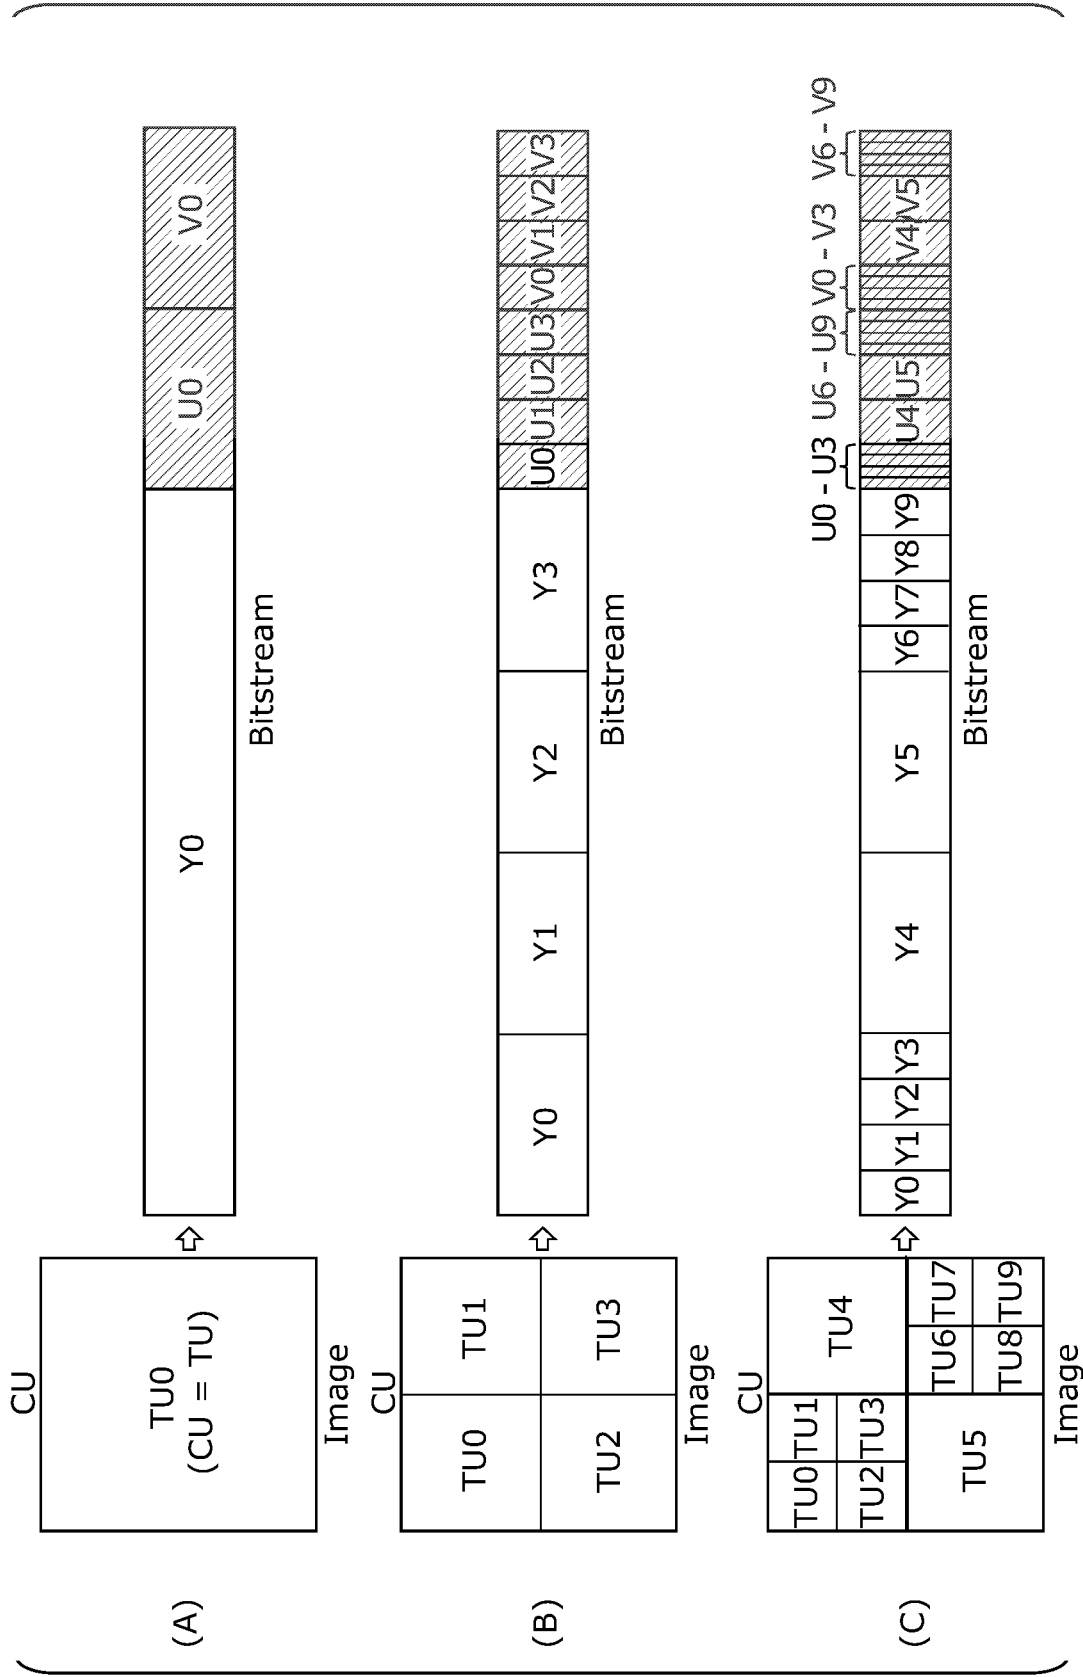 (A)
CU
TU0
(CU = TU)
Image
Y0
U0
V0
Bitstream
(B)
CU
TU0
TU1
TU2
TU3
Image
Y0
Y1
Y2
Y3
U0
U1
U2
U3
V0
V1
V2
V3
Bitstream
(C)
CU
TU0
TU1
TU4
TU2
TU3
TU5
TU6
TU7
TU8
TU9
Image
U0 - U3
U6 - U9
V0 - V3
V6 - V9
Y0
Y1
Y2
Y3
Y4
Y5
Y6
Y7
Y8
Y9
U4
U5
V4
V5
Bitstream